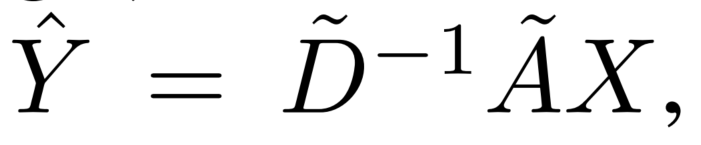 Ŷ = D̃⁻¹ÃX,